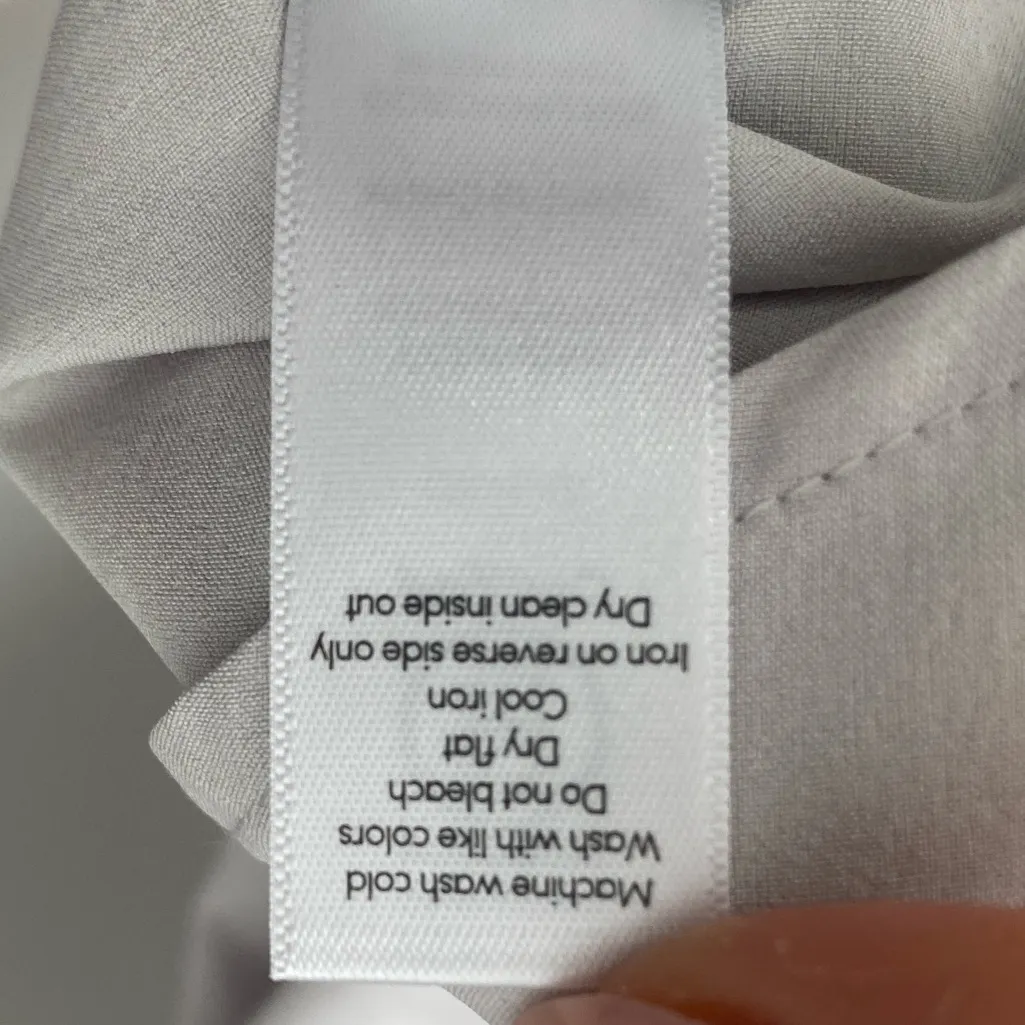 Machine wash cold
Wash with like colors
Do not bleach
Dry flat
Cool iron
Iron on reverse side only
Dry clean inside out